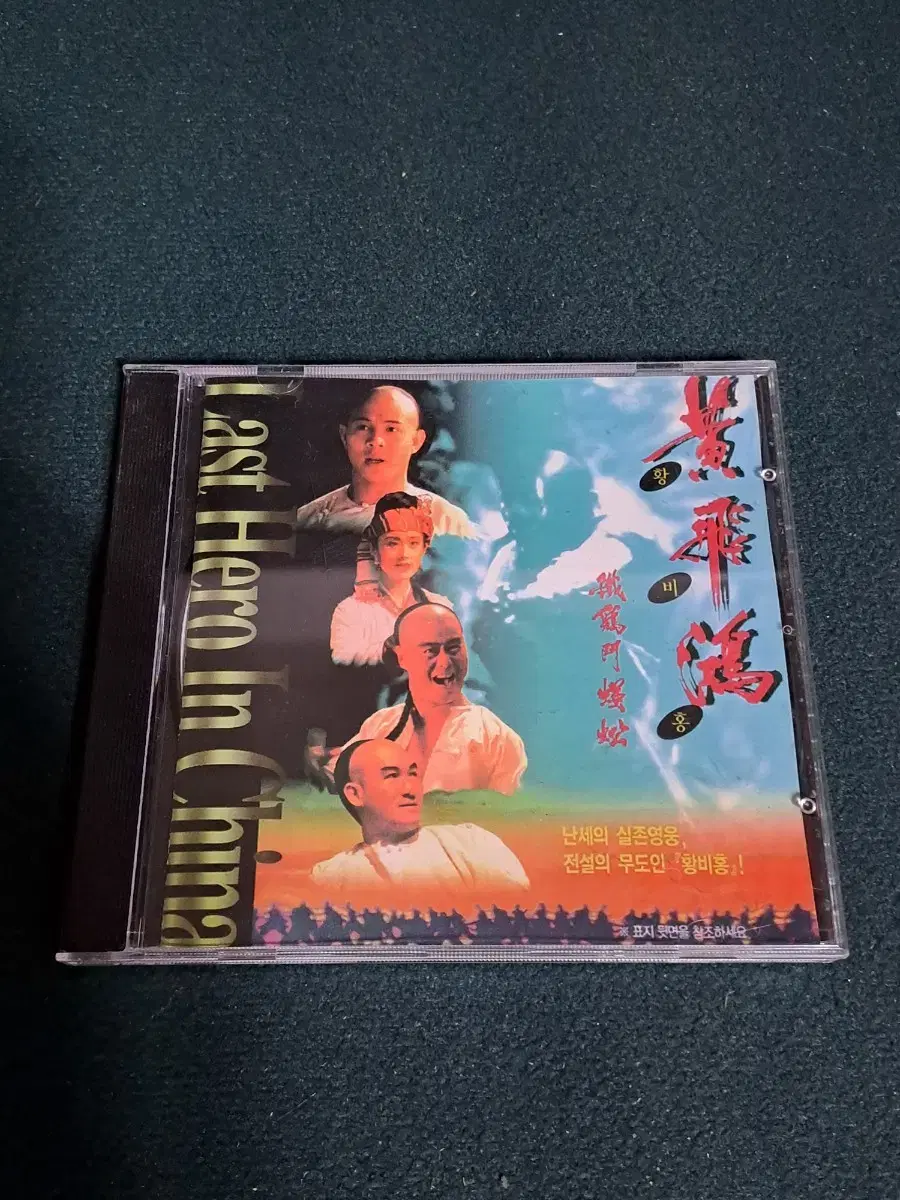 Last Hero In China
黃飛鴻
황
비
홍
鐵鷄鬥蜈蚣
난세의 실존영웅,
전설의 무도인 『황비홍』!
※ 표지 뒷면을 참조하세요